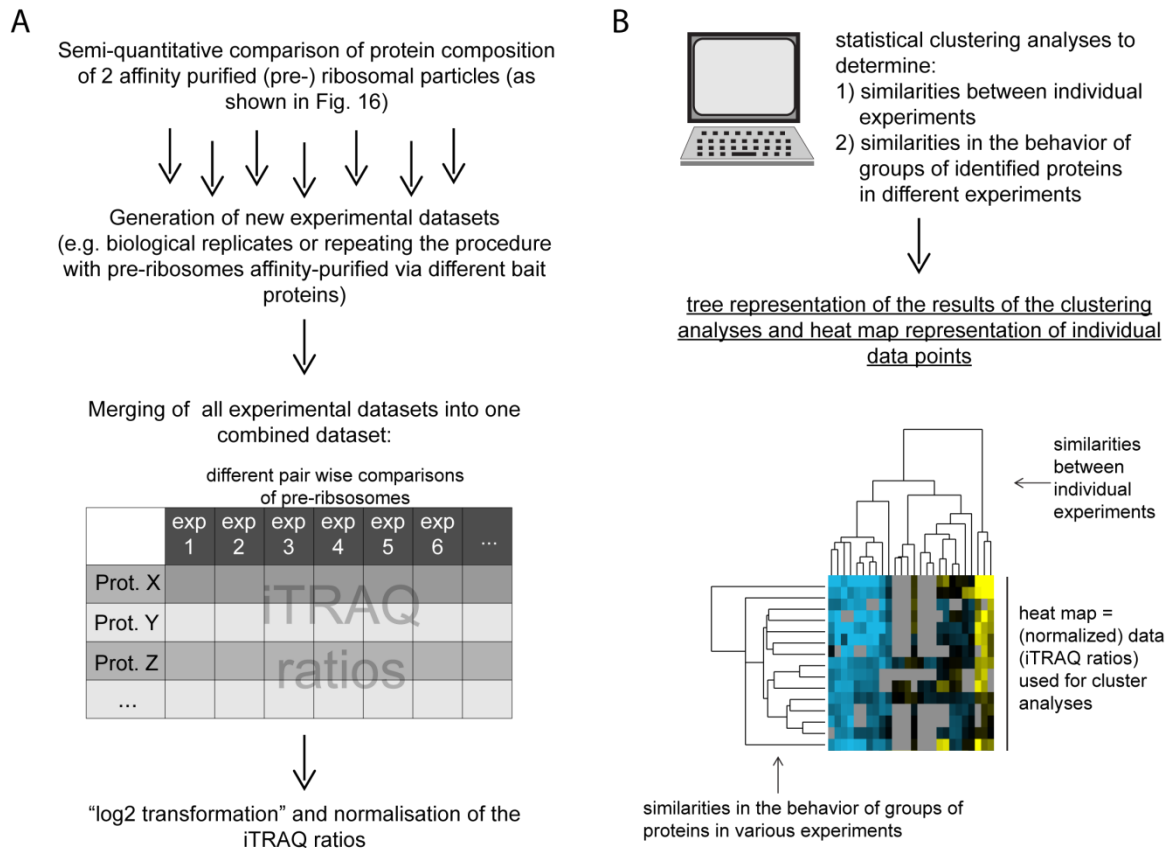 A
Semi-quantitative comparison of protein composition
of 2 affinity purified (pre-) ribosomal particles (as
shown in Fig. 16)
Generation of new experimental datasets
(e.g. biological replicates or repeating the procedure
with pre-ribosomes affinity-purified via different bait
proteins)
Merging of all experimental datasets into one
combined dataset:
different pair wise comparisons
of pre-ribsosomes
exp 1 exp 2 exp 3 exp 4 exp 5 exp 6 ...
Prot. X
Prot. Y
Prot. Z
...
iTRAQ
ratios
“log2 transformation” and normalisation of the
iTRAQ ratios
B
statistical clustering analyses to
determine:
1) similarities between individual
experiments
2) similarities in the behavior of
groups of identified proteins
in different experiments
tree representation of the results of the clustering
analyses and heat map representation of individual
data points
similarities
between
individual
experiments
heat map =
(normalized) data
(iTRAQ ratios)
used for cluster
analyses
similarities in the behavior of groups of
proteins in various experiments